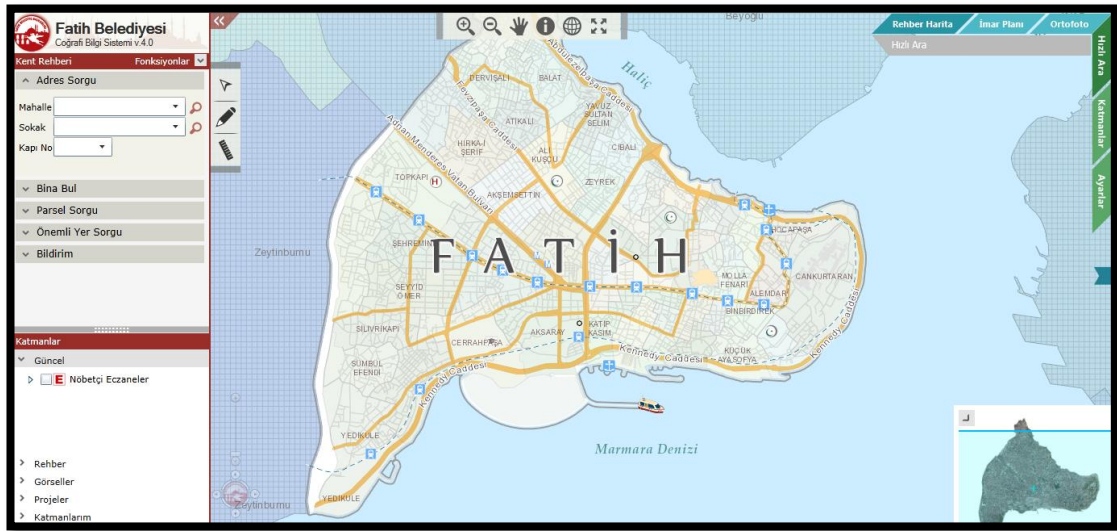 Fatih Belediyesi
Coğrafi Bilgi Sistemi v.4.0
Kent Rehberi
Fonksiyonlar
Adres Sorgu
Mahalle
Sokak
Kapı No
Bina Bul
Parsel Sorgu
Önemli Yer Sorgu
Bildirim
Katmanlar
Güncel
E Nöbetçi Eczaneler
Rehber
Görseller
Projeler
Katmanlarım
Rehber Harita
İmar Planı
Ortofoto
Hızlı Ara
Hızlı Ara
Katmanlar
Ayarlar
Beyoğlu
Haliç
Abdülezelpaşa Caddesi
DERVİŞALİ
BALAT
Fevzipaşa Caddesi
YAVUZ
SULTAN
SELİM
ATİKALİ
Adnan Menderes Vatan Bulvarı
HIRKA-İ
ŞERİF
ALİ
KUŞÇU
CİBALİ
TOPKAPI
H
AKŞEMSETTİN
ZEYREK
HOCAPAŞA
ŞEHREMİNİ
Zeytinburnu
FATİH
MOLLA
FENARİ
CANKURTARAN
SEYYİD
ÖMER
ALEMDAR
BİNBİRDİREK
SİLİVRİKAPI
AKSARAY
KATİP
KASIM
CERRAHPAŞA
Kennedy Caddesi
KÜÇÜK
AYASOFYA
Kennedy Caddesi
SÜMBÜL
EFENDİ
Kennedy Caddesi
YEDİKULE
Marmara Denizi
YEDİKULE
Zeytinburnu